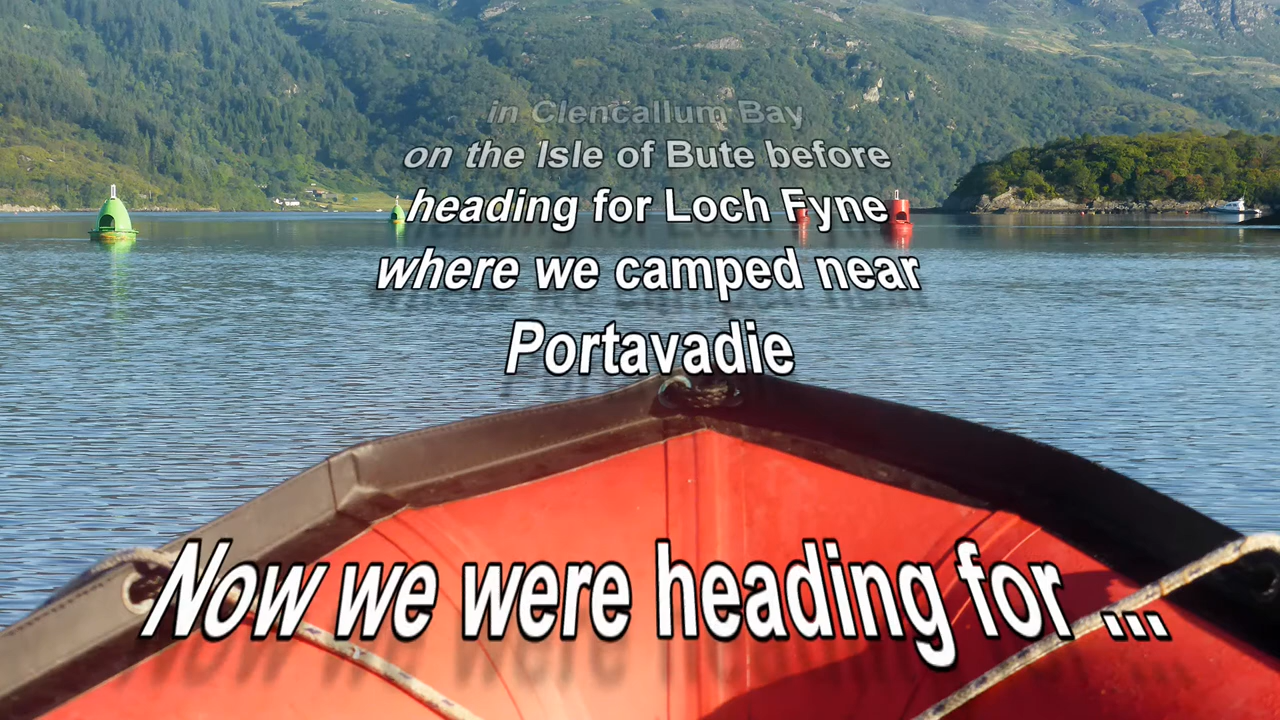 in Clencallum Bay
on the Isle of Bute before
heading for Loch Fyne
where we camped near
Portavadie
Now we were heading for ...